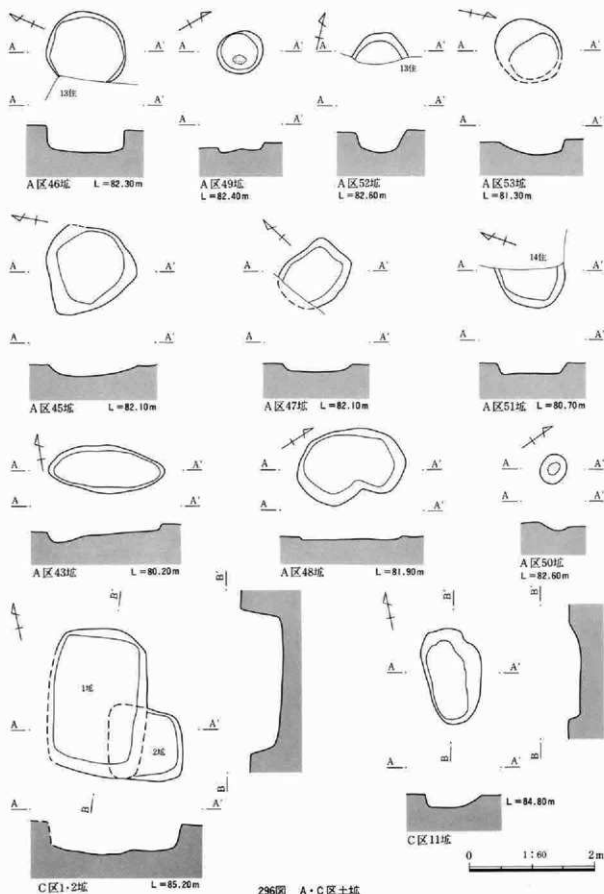 A A' A A' A A' A A'
13住 13住
A A' A A' A A' A A'
A区46坑 L=82.30m
A区49坑
L=82.40m
A区52坑
L=82.60m
A区53坑
L=81.30m
A A' A A' A A'
14住
A A' A A' A A'
A区45坑 L=82.10m
A区47坑 L=82.10m
A区51坑 L=80.70m
A A' A A' A A'
A A' A A' A A'
A区43坑 L=80.20m
A区48坑 L=81.90m
A区50坑
L=82.60m
B' B' B' B'
1坑
2坑
A A' A A'
B B B B
A A' A A'
C区1・2坑 L=85.20m
C区11坑
L=84.80m
0 1:60 2m
296図 A・C区土坑